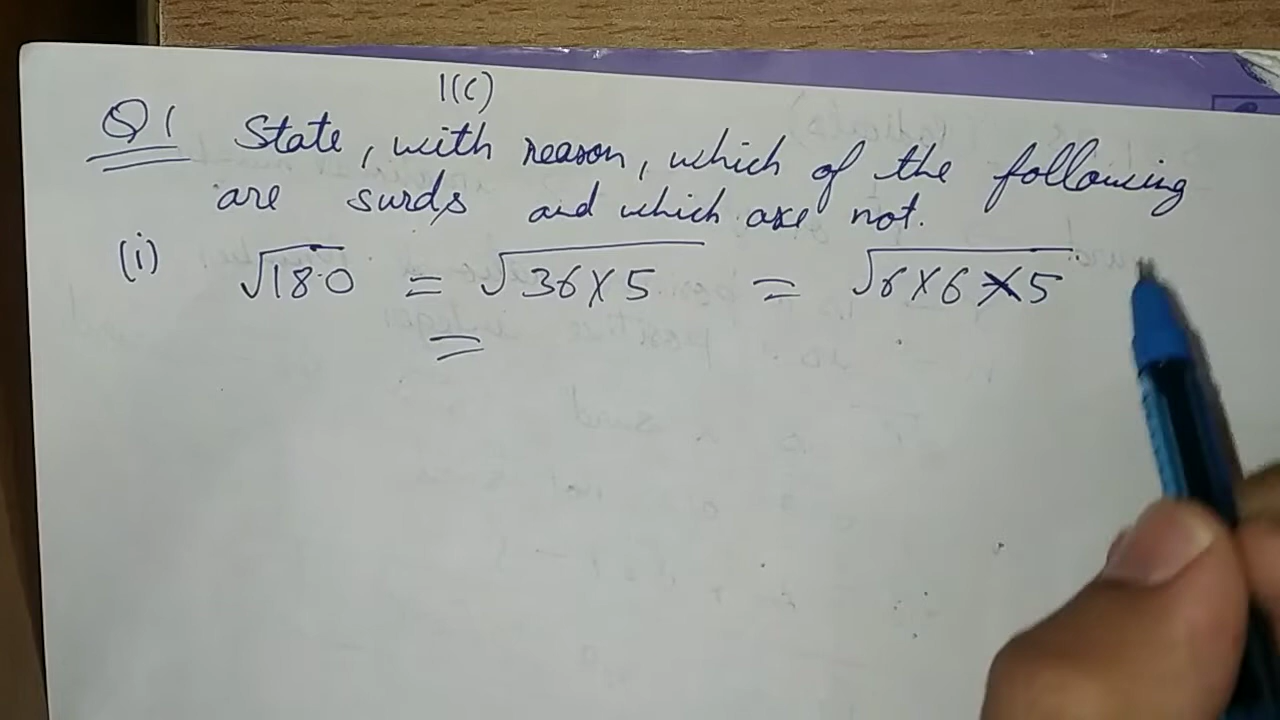 1(C)
Q1 State, with reason, which of the following
are surds and which are not.
(i) √180 = √36×5 = √6×6×5
=